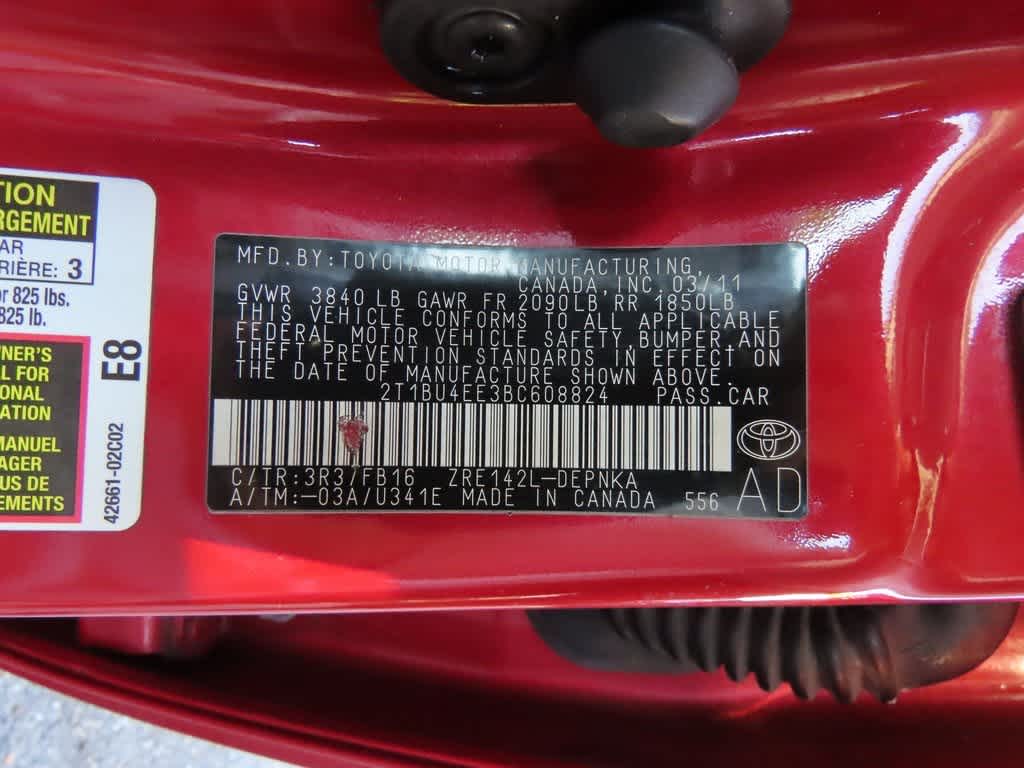 TION
RGEMENT
AR
RIÈRE: 3
or 825 lbs.
825 lb.
NER'S
L FOR
ONAL
ATION
MANUEL
AGER
US DE
EMENTS
E8
42661-02C02
MFD.BY:TOYOTA MOTOR MANUFACTURING,
CANADA, INC. 03/11
GVWR 3840 LB GAWR FR 2090LB, RR 1850LB
THIS VEHICLE CONFORMS TO ALL APPLICABLE
FEDERAL MOTOR VEHICLE SAFETY, BUMPER, AND
THEFT PREVENTION STANDARDS IN EFFECT ON
THE DATE OF MANUFACTURE SHOWN ABOVE.
2T1BU4EE3BC608824 PASS.CAR
C/TR:3R3/FB16 ZRE142L-DEPNKA
A/TM:-03A/U341E MADE IN CANADA 556
AD